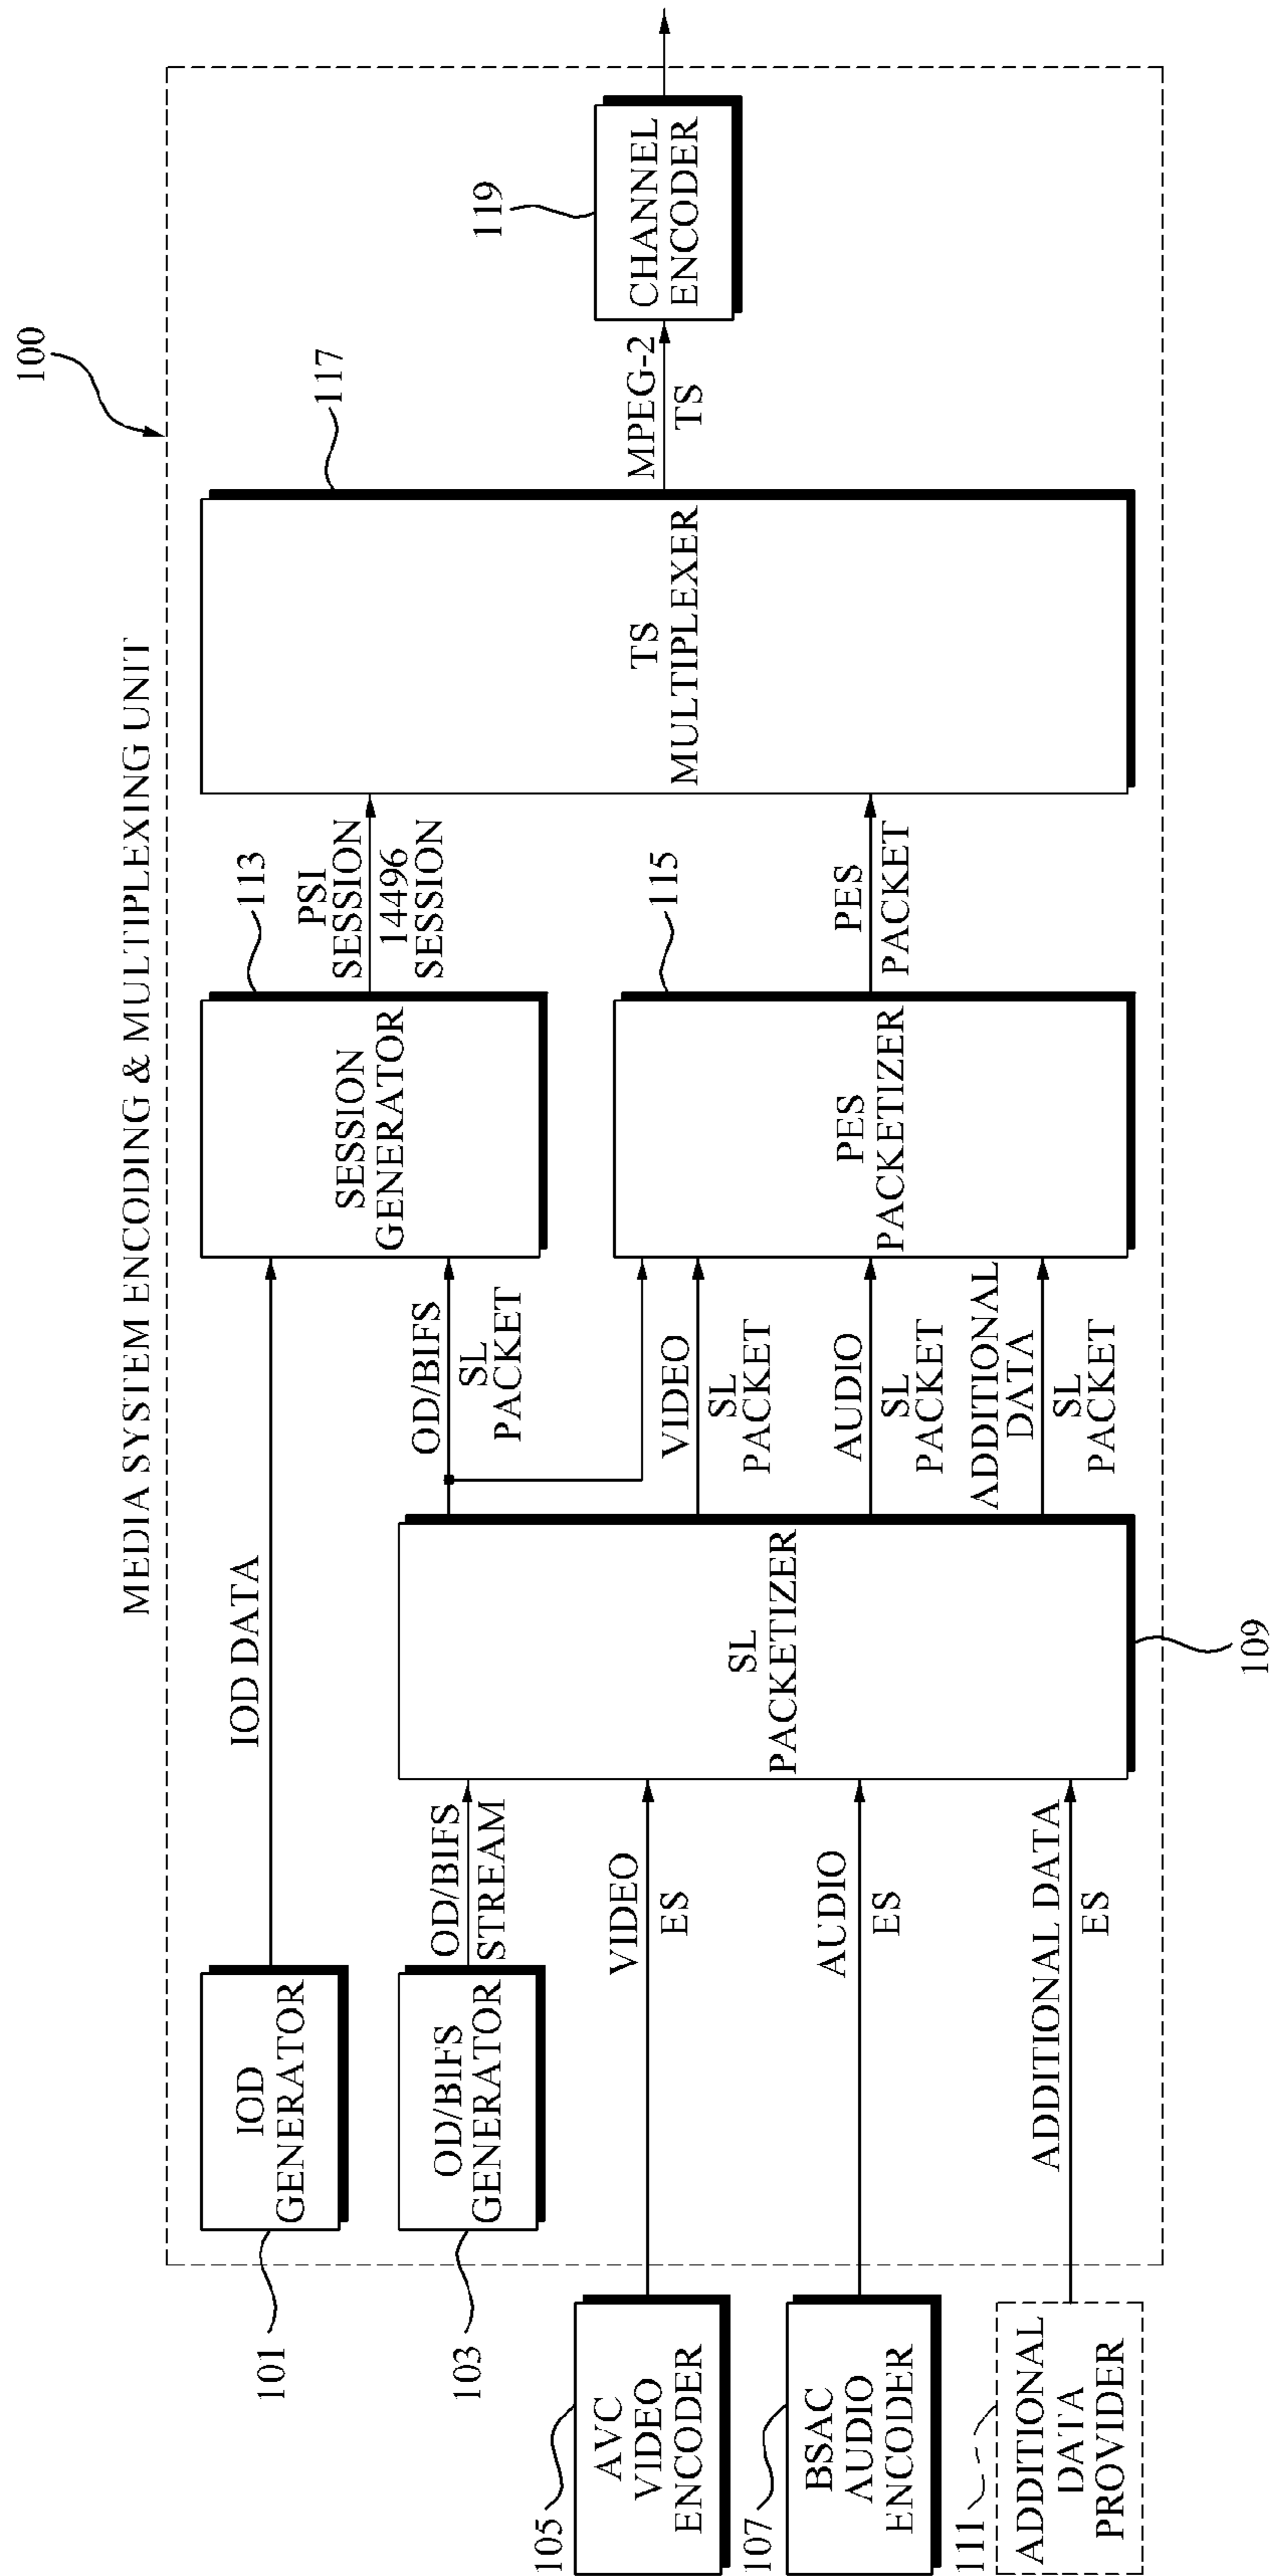 100
MEDIA SYSTEM ENCODING & MULTIPLEXING UNIT
101
IOD
GENERATOR
IOD DATA
103
OD/BIFS
GENERATOR
OD/BIFS
STREAM
105
AVC
VIDEO
ENCODER
VIDEO
ES
107
BSAC
AUDIO
ENCODER
AUDIO
ES
111
ADDITIONAL
DATA
PROVIDER
ADDITIONAL DATA
ES
SL
PACKETIZER
109
OD/BIFS
SL
PACKET
VIDEO
SL
PACKET
AUDIO
SL
PACKET
ADDITIONAL
DATA
SL
PACKET
113
SESSION
GENERATOR
PSI
SESSION
14496
SESSION
115
PES
PACKETIZER
PES
PACKET
117
TS
MULTIPLEXER
MPEG-2
TS
119
CHANNEL
ENCODER